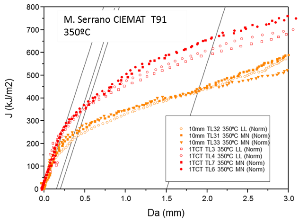 M. Serrano CIEMAT T91
350ºC
800
700
600
500
400
300
200
100
0
J (kJ/m2)
10mm TL32 350ºC LL (Norm)
10mm TL31 350ºC MN (Norm)
10mm TL33 350ºC MN (Norm)
1TCT TL3 350ºC LL (Norm)
1TCT TL4 350ºC LL (Norm)
1TCT TL7 350ºC MN (Norm)
1TCT TL6 350ºC MN (Norm)
0.0 0.5 1.0 1.5 2.0 2.5 3.0
Da (mm)